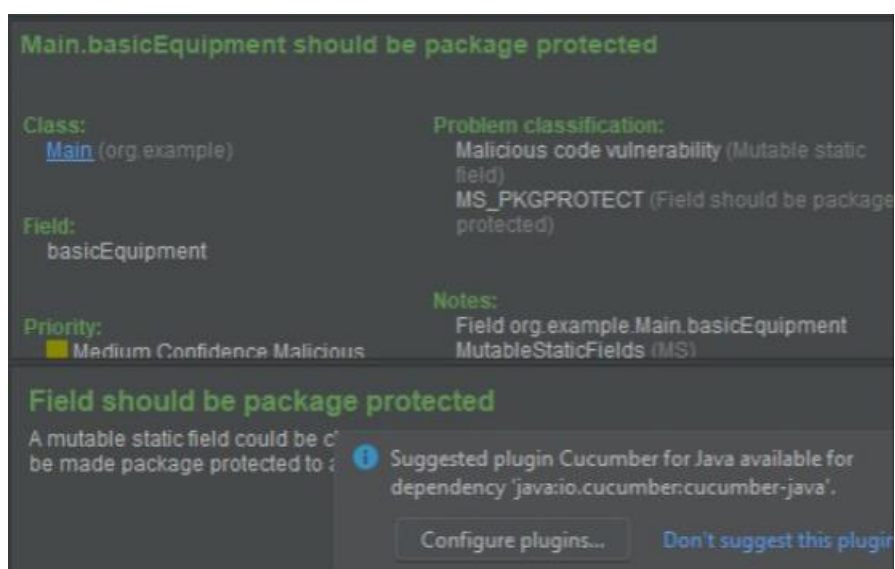 Main.basicEquipment should be package protected
Class:
Main (org.example)
Field:
basicEquipment
Priority:
Medium Confidence Malicious
Problem classification:
Malicious code vulnerability (Mutable static
field)
MS_PKGPROTECT (Field should be package
protected)
Notes:
Field org.example.Main.basicEquipment
MutableStaticFields (MS)
Field should be package protected
A mutable static field could be
be made package protected to
Suggested plugin Cucumber for Java available for
dependency 'java:io.cucumber:cucumber-java'.
Configure plugins...
Don't suggest this plugin